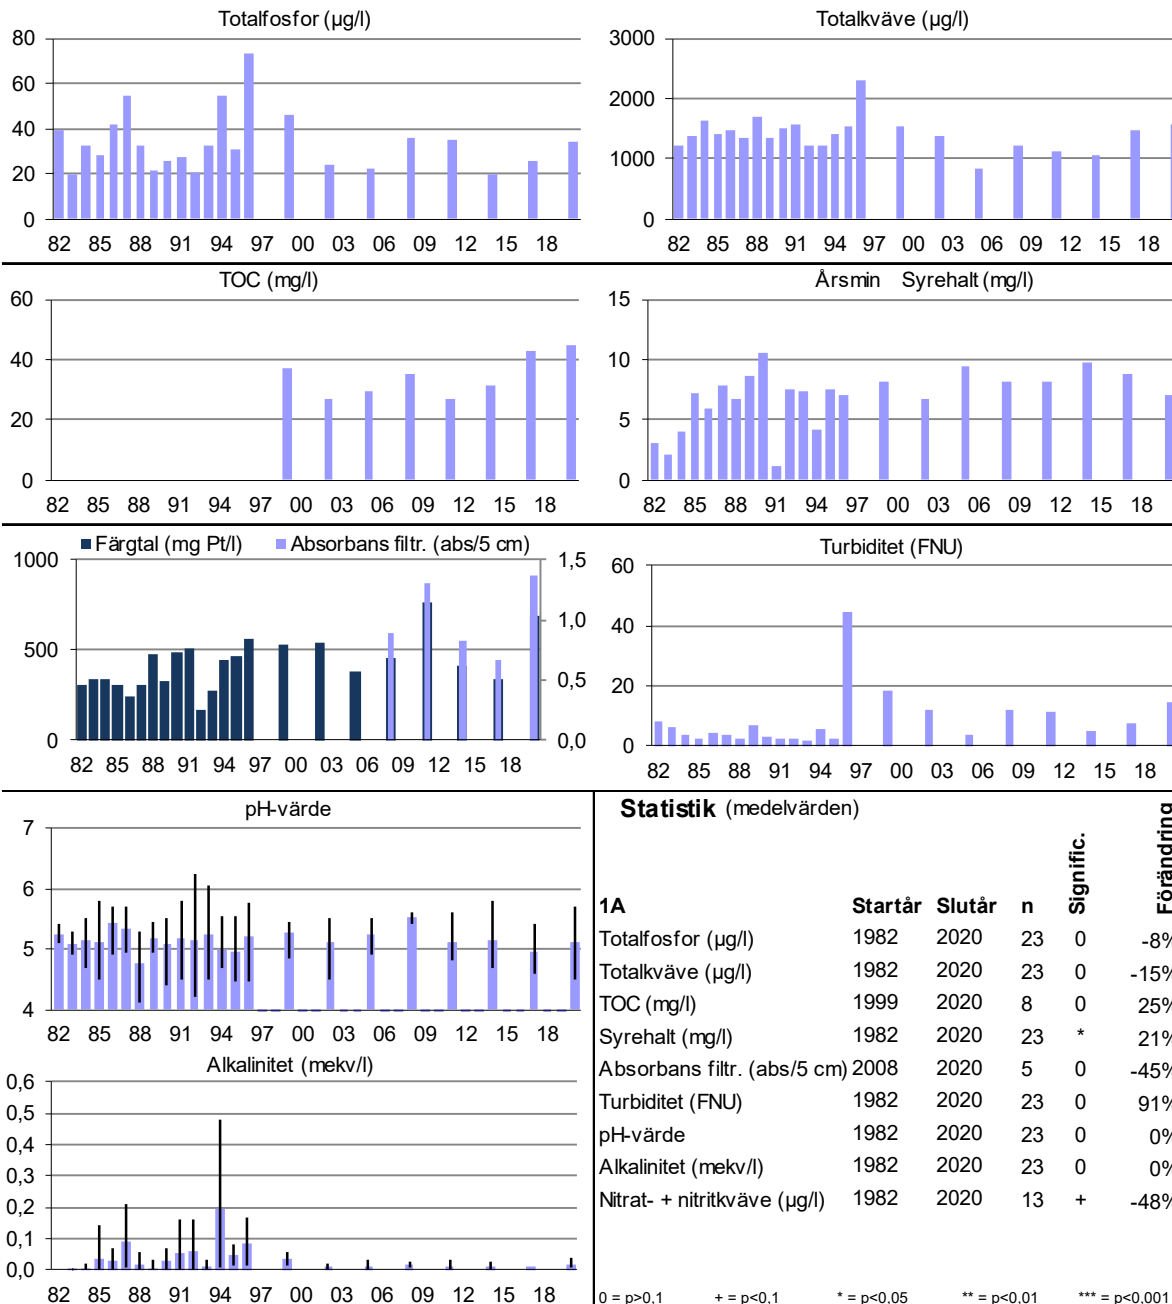 Totalfosfor (µg/l)
80
60
40
20
0
82 85 88 91 94 97 00 03 06 09 12 15 18
Totalkväve (µg/l)
3000
2000
1000
0
82 85 88 91 94 97 00 03 06 09 12 15 18
TOC (mg/l)
60
40
20
0
82 85 88 91 94 97 00 03 06 09 12 15 18
Årsmin Syrehalt (mg/l)
15
10
5
0
82 85 88 91 94 97 00 03 06 09 12 15 18
Färgtal (mg Pt/l) Absorbans filtr. (abs/5 cm)
1000 1,5
1,0
500
0,5
0 0,0
82 85 88 91 94 97 00 03 06 09 12 15 18
Turbiditet (FNU)
60
40
20
0
82 85 88 91 94 97 00 03 06 09 12 15 18
pH-värde
7
6
5
4
82 85 88 91 94 97 00 03 06 09 12 15 18
Alkalinitet (mekv/l)
0,6
0,5
0,4
0,3
0,2
0,1
0,0
82 85 88 91 94 97 00 03 06 09 12 15 18
Statistik (medelvärden)
1A Startår Slutår n Signific. Förändring
Totalfosfor (µg/l) 1982 2020 23 0 -8%
Totalkväve (µg/l) 1982 2020 23 0 -15%
TOC (mg/l) 1999 2020 8 0 25%
Syrehalt (mg/l) 1982 2020 23 * 21%
Absorbans filtr. (abs/5 cm) 2008 2020 5 0 -45%
Turbiditet (FNU) 1982 2020 23 0 91%
pH-värde 1982 2020 23 0 0%
Alkalinitet (mekv/l) 1982 2020 23 0 0%
Nitrat- + nitritkväve (µg/l) 1982 2020 13 + -48%
0 = p>0,1 + = p<0,1 * = p<0,05 ** = p<0,01 *** = p<0,001